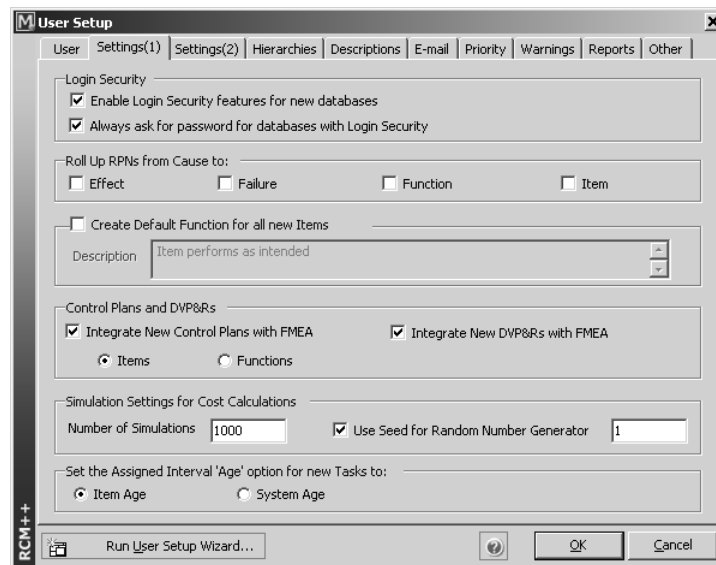 M User Setup
User Settings(1) Settings(2) Hierarchies Descriptions E-mail Priority Warnings Reports Other
Login Security
Enable Login Security features for new databases
Always ask for password for databases with Login Security
Roll Up RPNs from Cause to:
Effect Failure Function Item
Create Default Function for all new Items
Description Item performs as intended
Control Plans and DVP&Rs
Integrate New Control Plans with FMEA Integrate New DVP&Rs with FMEA
Items Functions
Simulation Settings for Cost Calculations
Number of Simulations 1000 Use Seed for Random Number Generator 1
Set the Assigned Interval 'Age' option for new Tasks to:
Item Age System Age
RCM++
Run User Setup Wizard... ? OK Cancel